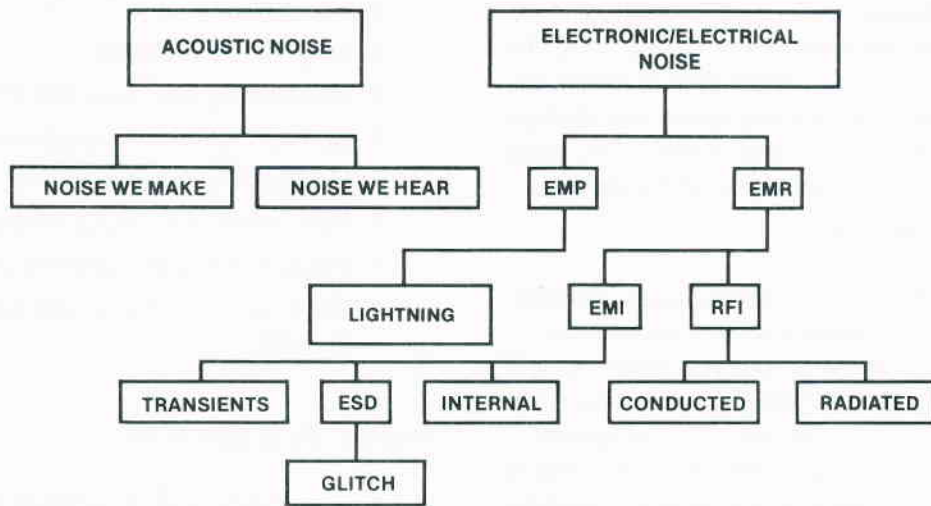 ACOUSTIC NOISE
ELECTRONIC/ELECTRICAL
NOISE
NOISE WE MAKE
NOISE WE HEAR
EMP
EMR
LIGHTNING
EMI
RFI
TRANSIENTS
ESD
INTERNAL
CONDUCTED
RADIATED
GLITCH